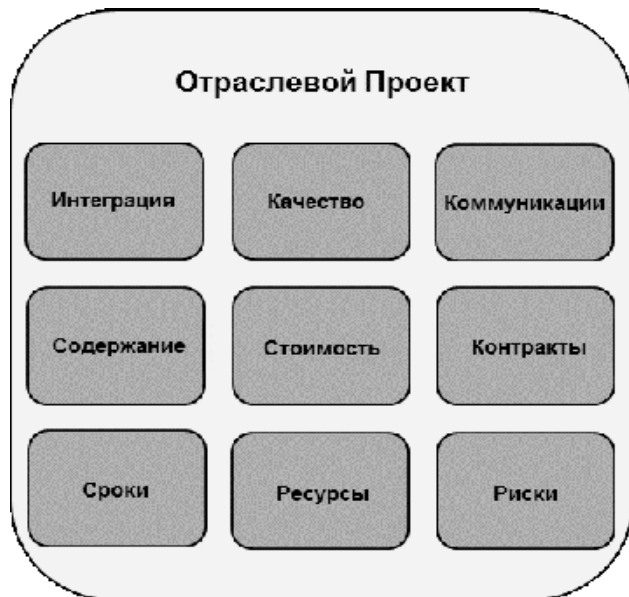 Отраслевой Проект
Интеграция
Качество
Коммуникации
Содержание
Стоимость
Контракты
Сроки
Ресурсы
Риски